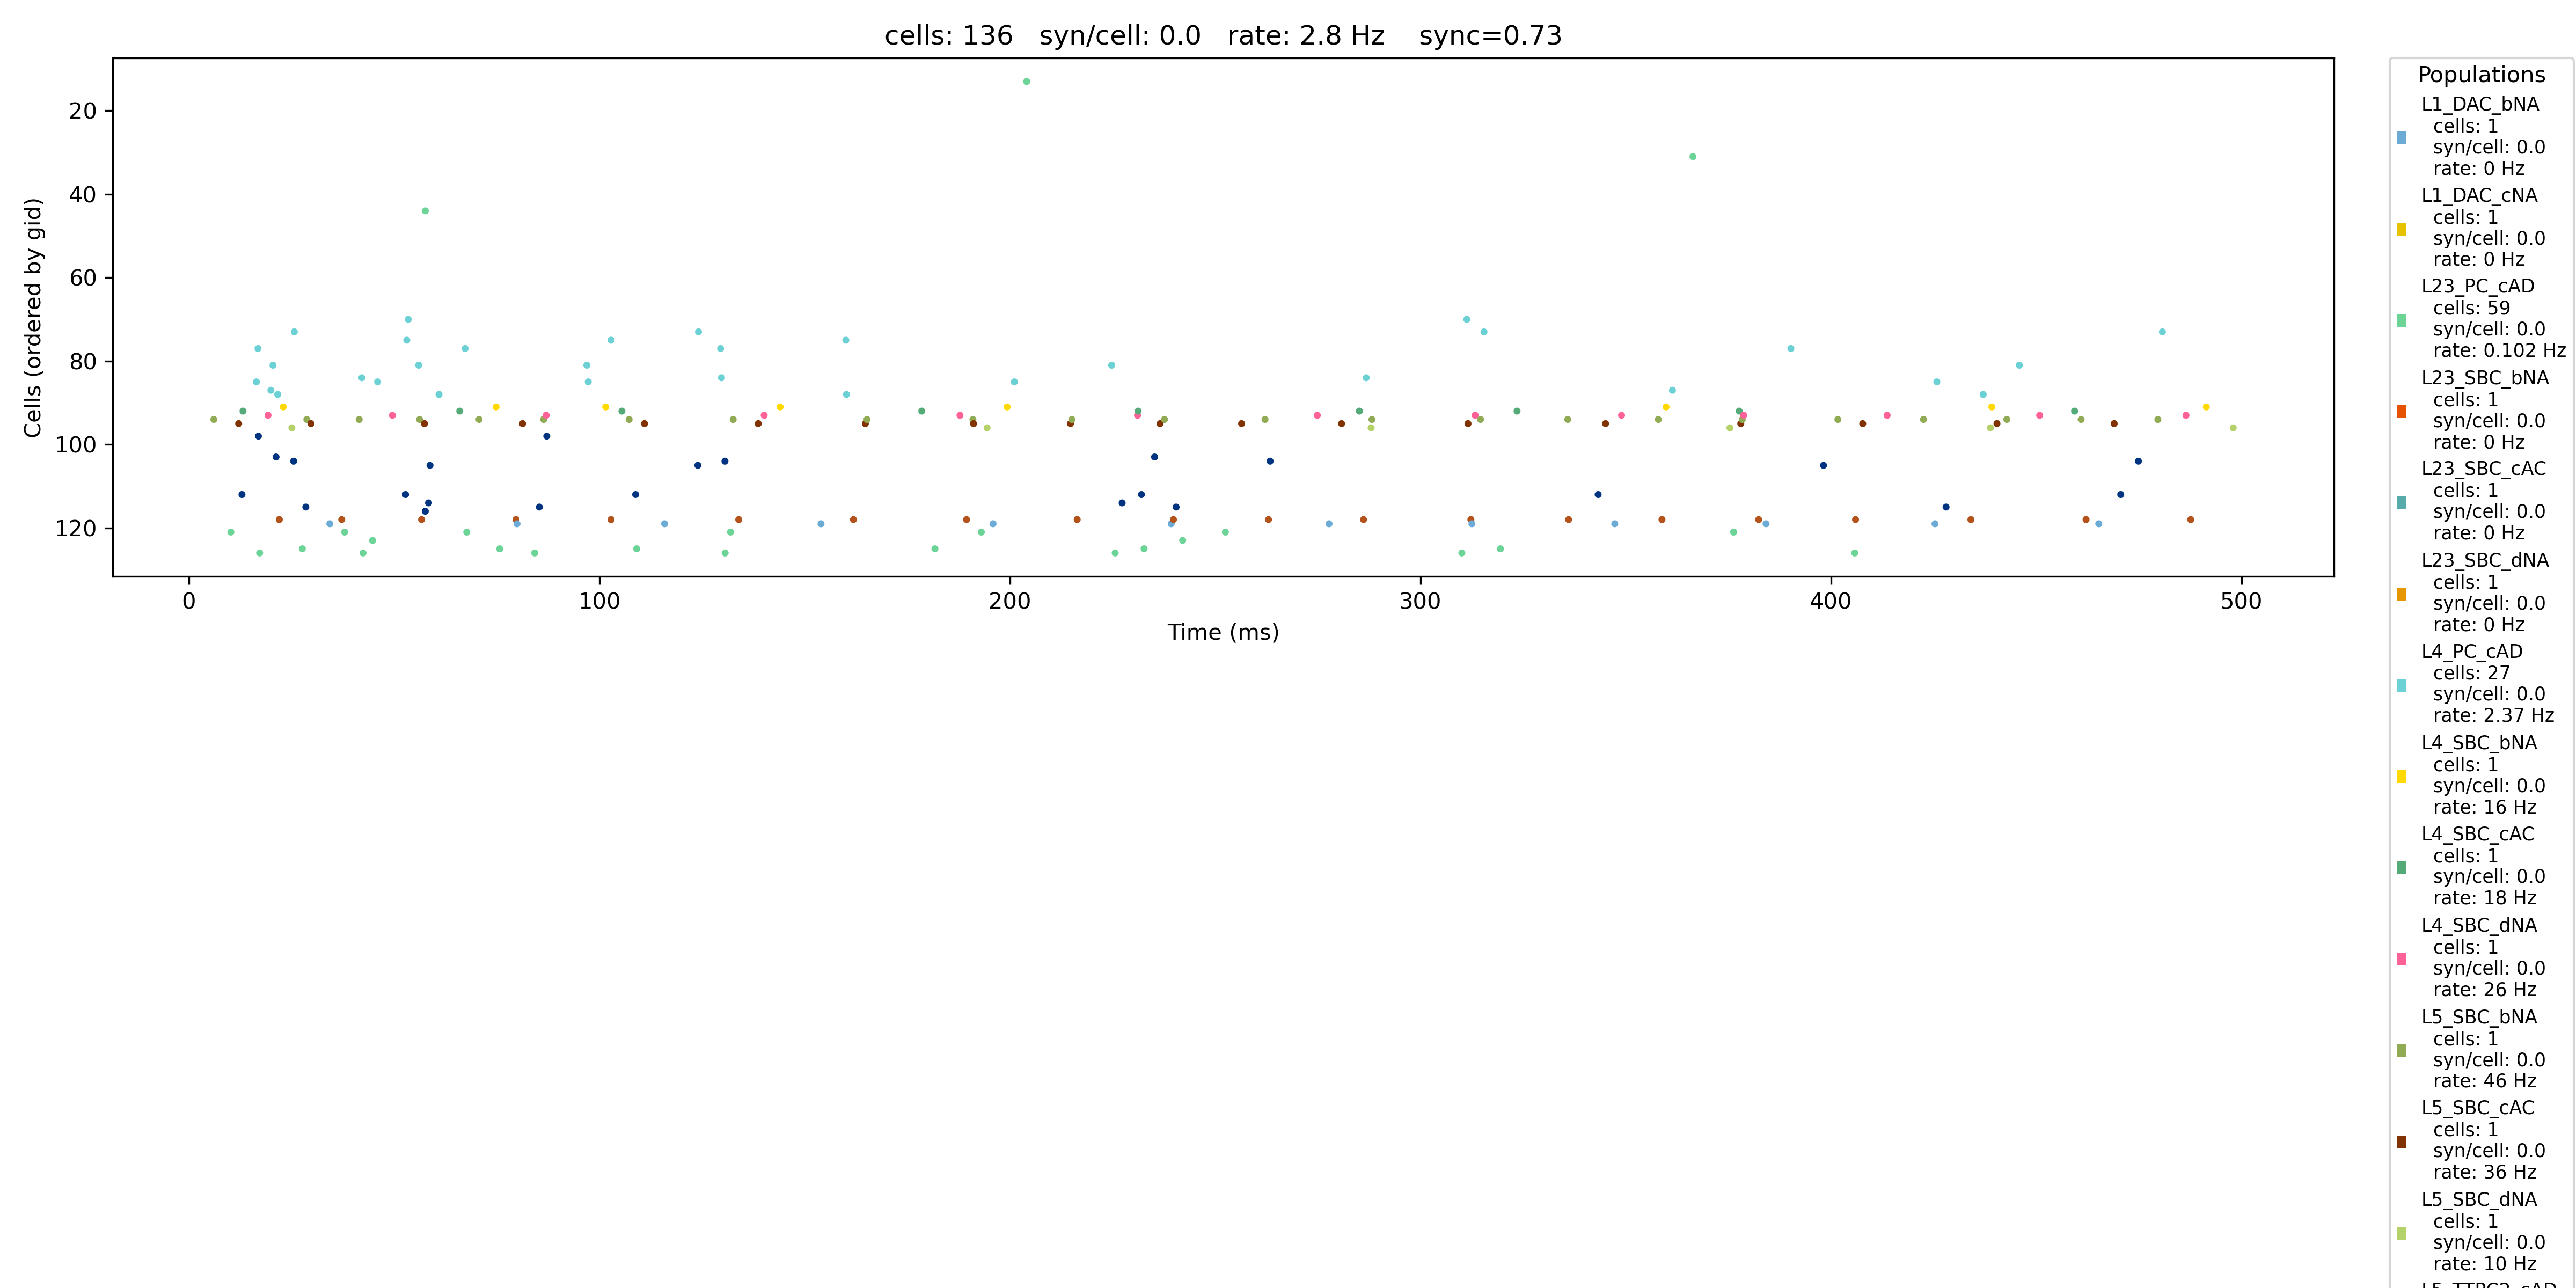 cells: 136   syn/cell: 0.0   rate: 2.8 Hz    sync=0.73
Cells (ordered by gid)
20
40
60
80
100
120
0
100
200
300
400
500
Time (ms)
Populations
L1_DAC_bNA
cells: 1
syn/cell: 0.0
rate: 0 Hz
L1_DAC_cNA
cells: 1
syn/cell: 0.0
rate: 0 Hz
L23_PC_cAD
cells: 59
syn/cell: 0.0
rate: 0.102 Hz
L23_SBC_bNA
cells: 1
syn/cell: 0.0
rate: 0 Hz
L23_SBC_cAC
cells: 1
syn/cell: 0.0
rate: 0 Hz
L23_SBC_dNA
cells: 1
syn/cell: 0.0
rate: 0 Hz
L4_PC_cAD
cells: 27
syn/cell: 0.0
rate: 2.37 Hz
L4_SBC_bNA
cells: 1
syn/cell: 0.0
rate: 16 Hz
L4_SBC_cAC
cells: 1
syn/cell: 0.0
rate: 18 Hz
L4_SBC_dNA
cells: 1
syn/cell: 0.0
rate: 26 Hz
L5_SBC_bNA
cells: 1
syn/cell: 0.0
rate: 46 Hz
L5_SBC_cAC
cells: 1
syn/cell: 0.0
rate: 36 Hz
L5_SBC_dNA
cells: 1
syn/cell: 0.0
rate: 10 Hz